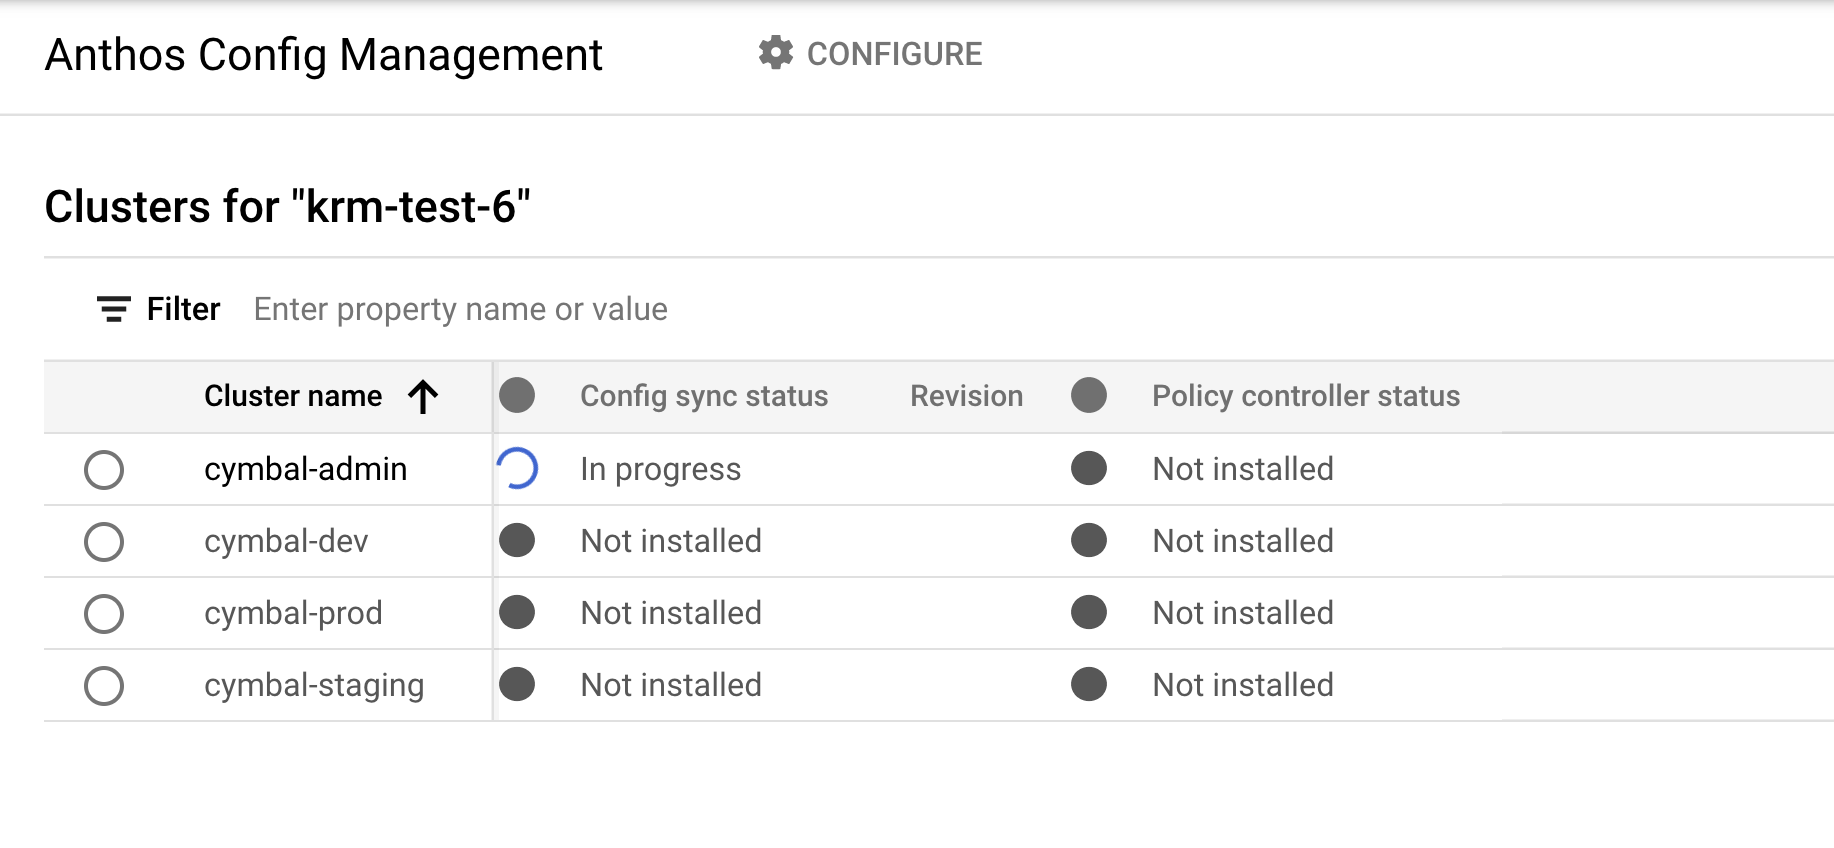 Anthos Config Management CONFIGURE
Clusters for "krm-test-6"
Filter Enter property name or value
Cluster name Config sync status Revision Policy controller status
cymbal-admin In progress Not installed
cymbal-dev Not installed Not installed
cymbal-prod Not installed Not installed
cymbal-staging Not installed Not installed